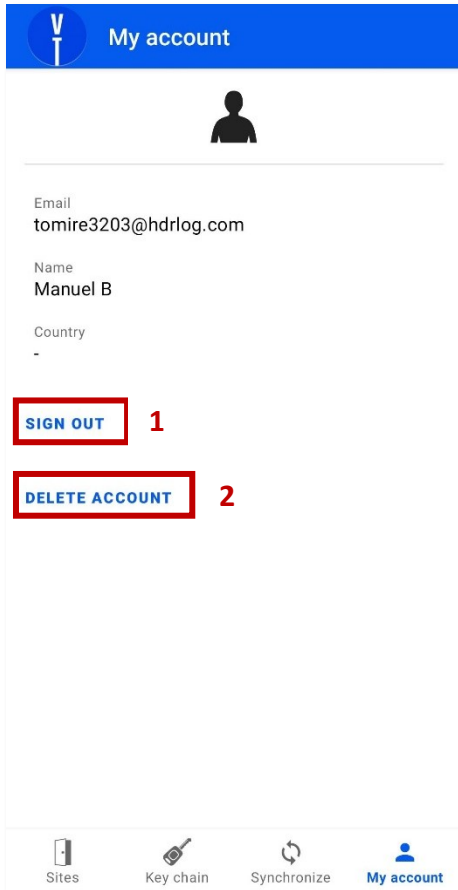 VT
My account
Email
tomire3203@hdrlog.com
Name
Manuel B
Country
-
SIGN OUT 1
DELETE ACCOUNT 2
Sites Key chain Synchronize My account